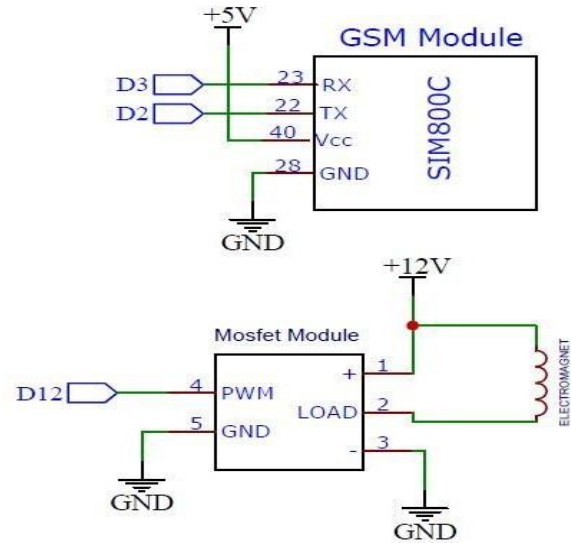 +5V
GSM Module
D3
23
RX
D2
22
TX
40
Vcc
28
GND
SIM800C
GND
+12V
Mosfet Module
D12
4
PWM
5
GND
+
1
LOAD
2
-
3
ELECTROMAGNET
GND
GND